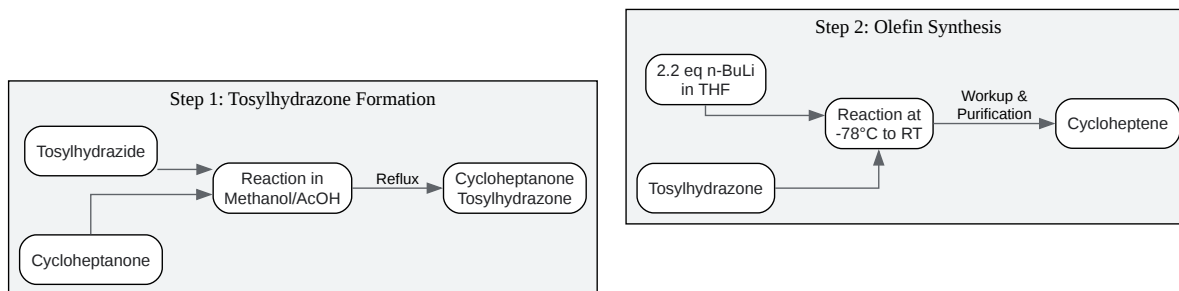 Step 1: Tosylhydrazone Formation
Tosylhydrazide
Cycloheptanone
Reaction in
Methanol/AcOH
Reflux
Cycloheptanone
Tosylhydrazone
Step 2: Olefin Synthesis
2.2 eq n-BuLi
in THF
Tosylhydrazone
Reaction at
-78°C to RT
Workup &
Purification
Cycloheptene